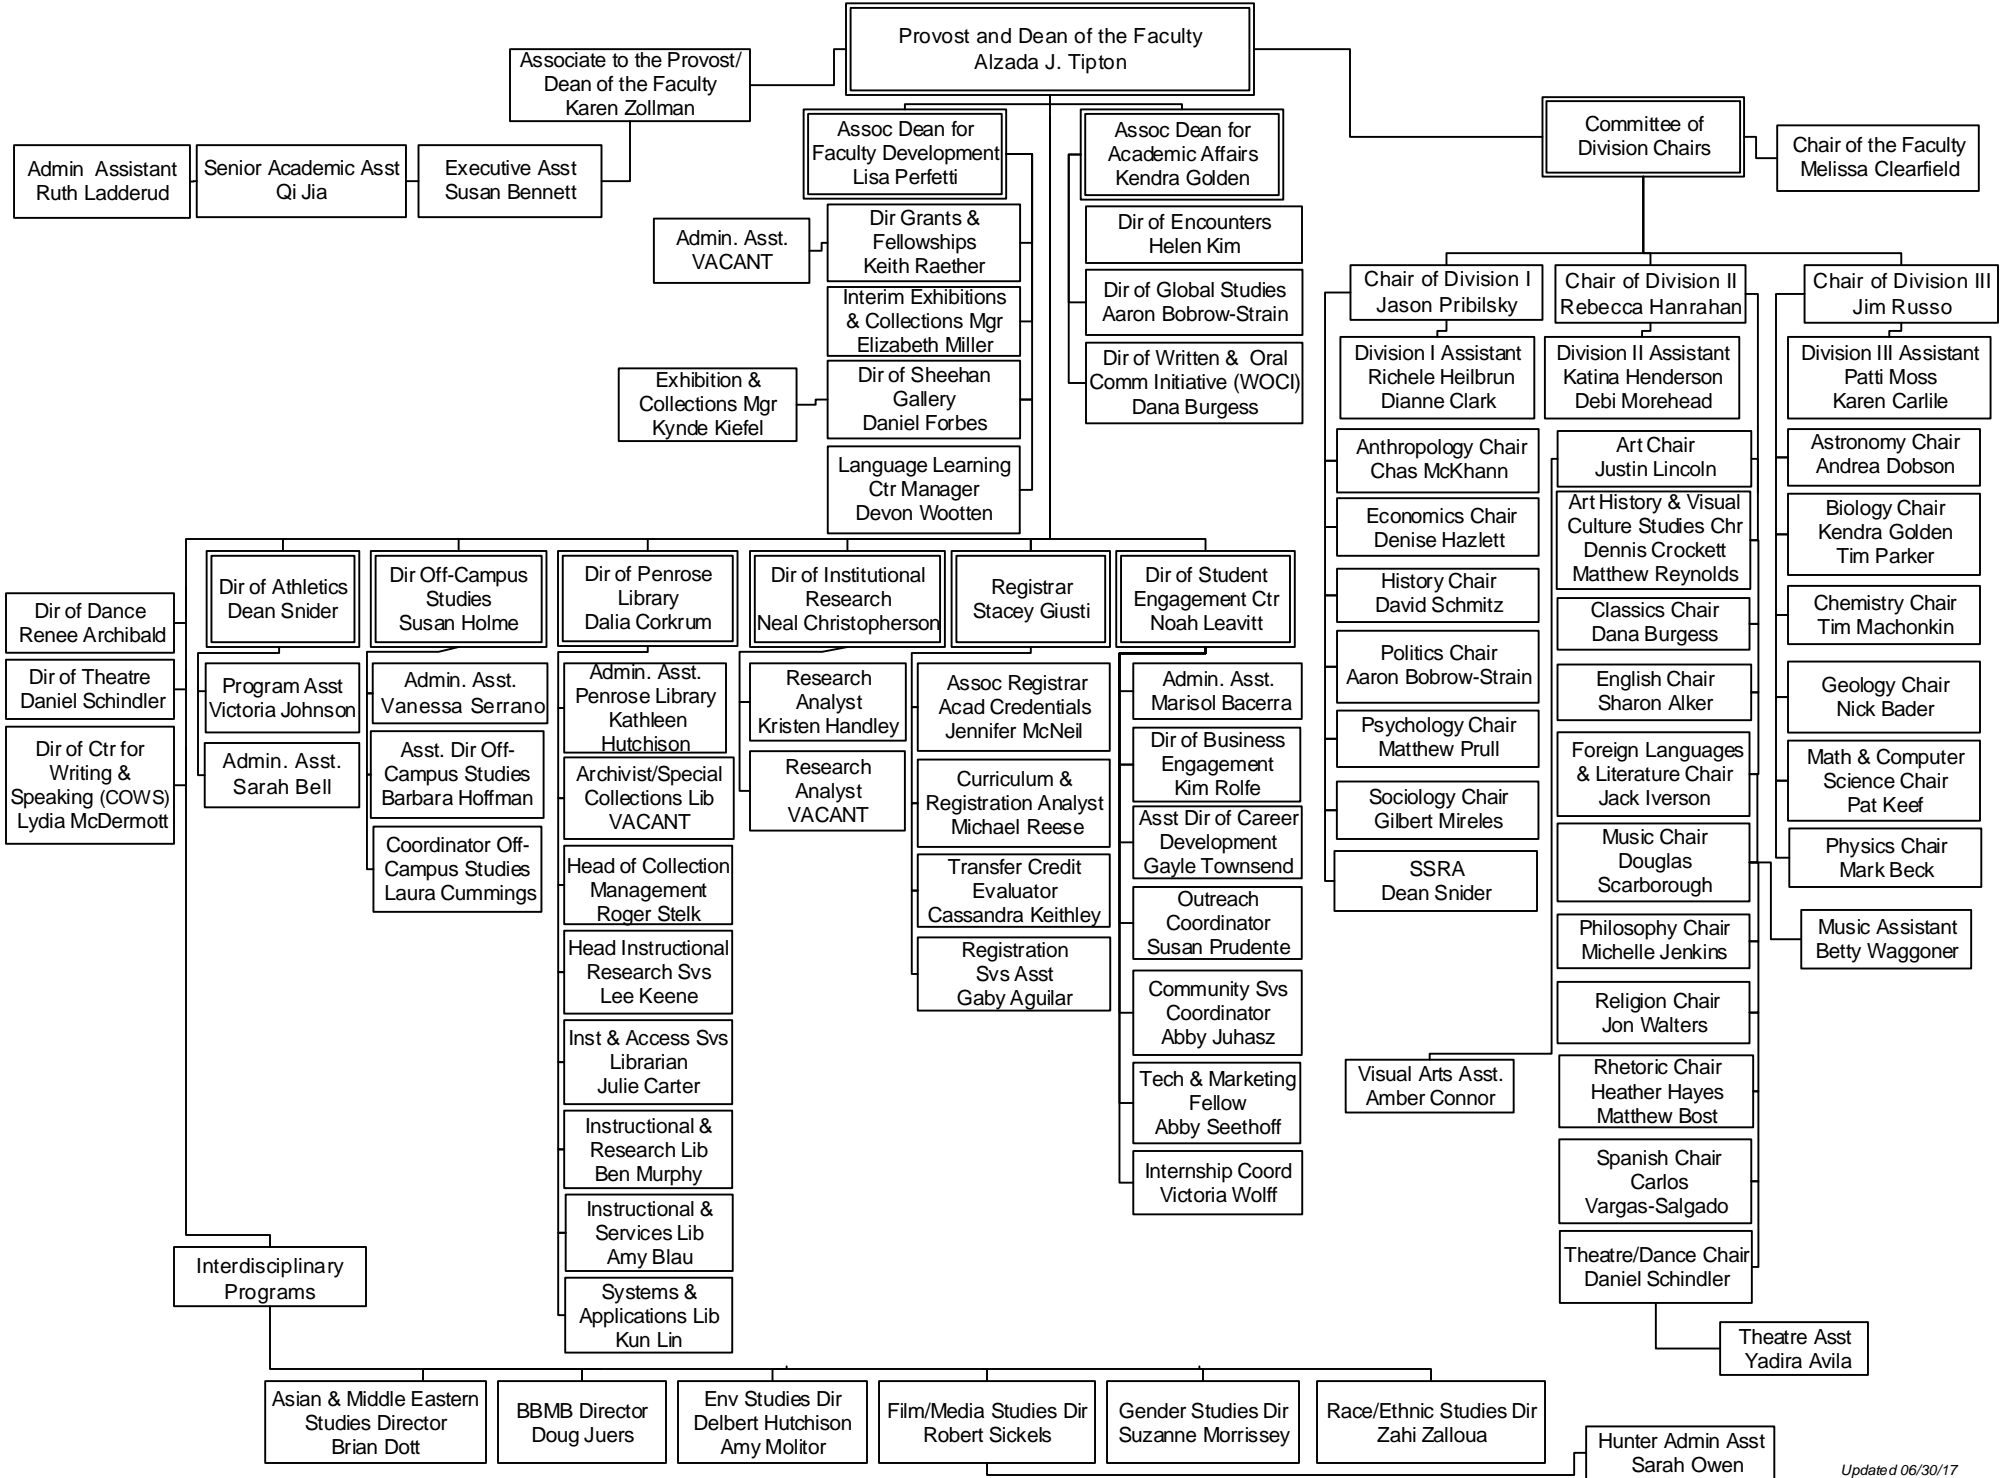 Provost and Dean of the Faculty
Alzada J. Tipton
Associate to the Provost/
Dean of the Faculty
Karen Zollman
Admin  Assistant
Ruth Ladderud
Senior Academic Asst
Qi Jia
Executive Asst
Susan Bennett
Assoc Dean for
Faculty Development
Lisa Perfetti
Assoc Dean for
Academic Affairs
Kendra Golden
Committee of
Division Chairs
Chair of the Faculty
Melissa Clearfield
Admin. Asst.
VACANT
Dir Grants &
Fellowships
Keith Raether
Interim Exhibitions
& Collections Mgr
Elizabeth Miller
Exhibition &
Collections Mgr
Kynde Kiefel
Dir of Sheehan
Gallery
Daniel Forbes
Language Learning
Ctr Manager
Devon Wootten
Dir of Encounters
Helen Kim
Dir of Global Studies
Aaron Bobrow-Strain
Dir of Written &  Oral
Comm Initiative (WOCI)
Dana Burgess
Chair of Division I
Jason Pribilsky
Division I Assistant
Richele Heilbrun
Dianne Clark
Anthropology Chair
Chas McKhann
Economics Chair
Denise Hazlett
History Chair
David Schmitz
Politics Chair
Aaron Bobrow-Strain
Psychology Chair
Matthew Prull
Sociology Chair
Gilbert Mireles
SSRA
Dean Snider
Chair of Division II
Rebecca Hanrahan
Division II Assistant
Katina Henderson
Debi Morehead
Art Chair
Justin Lincoln
Art History & Visual
Culture Studies Chr
Dennis Crockett
Matthew Reynolds
Classics Chair
Dana Burgess
English Chair
Sharon Alker
Foreign Languages
& Literature Chair
Jack Iverson
Music Chair
Douglas
Scarborough
Philosophy Chair
Michelle Jenkins
Religion Chair
Jon Walters
Rhetoric Chair
Heather Hayes
Matthew Bost
Spanish Chair
Carlos
Vargas-Salgado
Theatre/Dance Chair
Daniel Schindler
Theatre Asst
Yadira Avila
Visual Arts Asst.
Amber Connor
Chair of Division III
Jim Russo
Division III Assistant
Patti Moss
Karen Carlile
Astronomy Chair
Andrea Dobson
Biology Chair
Kendra Golden
Tim Parker
Chemistry Chair
Tim Machonkin
Geology Chair
Nick Bader
Math & Computer
Science Chair
Pat Keef
Physics Chair
Mark Beck
Music Assistant
Betty Waggoner
Dir of Dance
Renee Archibald
Dir of Theatre
Daniel Schindler
Dir of Ctr for
Writing &
Speaking (COWS)
Lydia McDermott
Dir of Athletics
Dean Snider
Program Asst
Victoria Johnson
Admin. Asst.
Sarah Bell
Dir Off-Campus
Studies
Susan Holme
Admin. Asst.
Vanessa Serrano
Asst. Dir Off-
Campus Studies
Barbara Hoffman
Coordinator Off-
Campus Studies
Laura Cummings
Dir of Penrose
Library
Dalia Corkrum
Admin. Asst.
Penrose Library
Kathleen
Hutchison
Archivist/Special
Collections Lib
VACANT
Head of Collection
Management
Roger Stelk
Head Instructional
Research Svs
Lee Keene
Inst & Access Svs
Librarian
Julie Carter
Instructional &
Research Lib
Ben Murphy
Instructional &
Services Lib
Amy Blau
Systems &
Applications Lib
Kun Lin
Dir of Institutional
Research
Neal Christopherson
Research
Analyst
Kristen Handley
Research
Analyst
VACANT
Registrar
Stacey Giusti
Assoc Registrar
Acad Credentials
Jennifer McNeil
Curriculum &
Registration Analyst
Michael Reese
Transfer Credit
Evaluator
Cassandra Keithley
Registration
Svs Asst
Gaby Aguilar
Dir of Student
Engagement Ctr
Noah Leavitt
Admin. Asst.
Marisol Bacerra
Dir of Business
Engagement
Kim Rolfe
Asst Dir of Career
Development
Gayle Townsend
Outreach
Coordinator
Susan Prudente
Community Svs
Coordinator
Abby Juhasz
Tech & Marketing
Fellow
Abby Seethoff
Internship Coord
Victoria Wolff
Interdisciplinary
Programs
Asian & Middle Eastern
Studies Director
Brian Dott
BBMB Director
Doug Juers
Env Studies Dir
Delbert Hutchison
Amy Molitor
Film/Media Studies Dir
Robert Sickels
Gender Studies Dir
Suzanne Morrissey
Race/Ethnic Studies Dir
Zahi Zalloua
Hunter Admin Asst
Sarah Owen
Updated 06/30/17